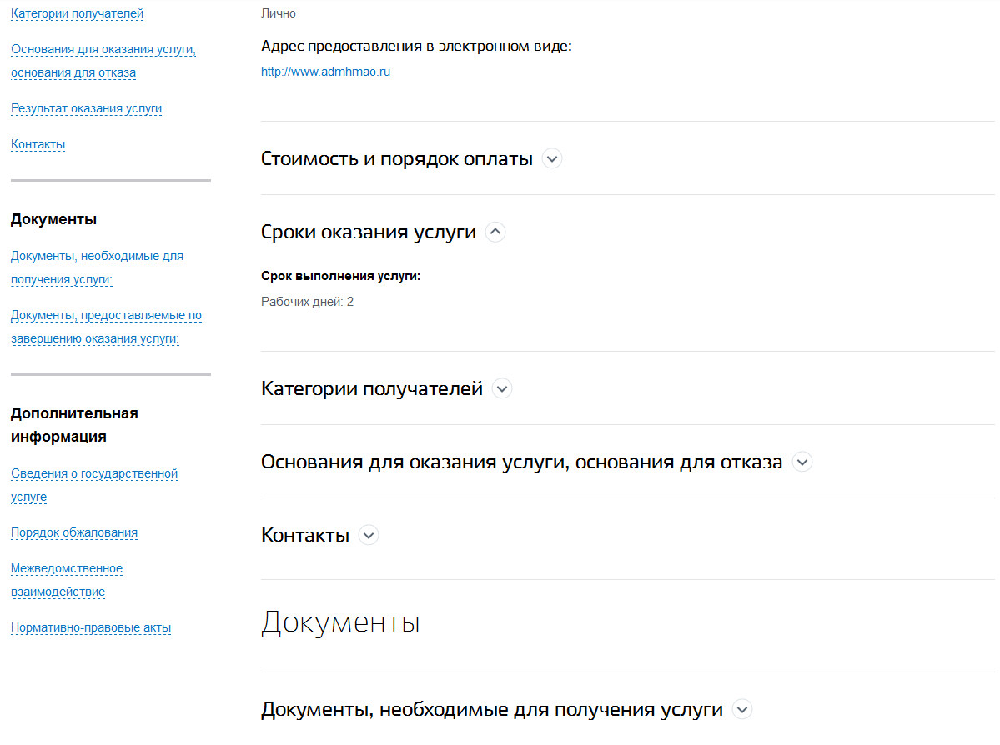 Категории получателей
Основания для оказания услуги,
основания для отказа
Результат оказания услуги
Контакты
Документы
Документы, необходимые для
получения услуги:
Документы, предоставляемые по
завершению оказания услуги:
Дополнительная
информация
Сведения о государственной
услуге
Порядок обжалования
Межведомственное
взаимодействие
Нормативно-правовые акты
Лично
Адрес предоставления в электронном виде:
http://www.admhmao.ru
Стоимость и порядок оплаты
Сроки оказания услуги
Срок выполнения услуги:
Рабочих дней: 2
Категории получателей
Основания для оказания услуги, основания для отказа
Контакты
Документы
Документы, необходимые для получения услуги